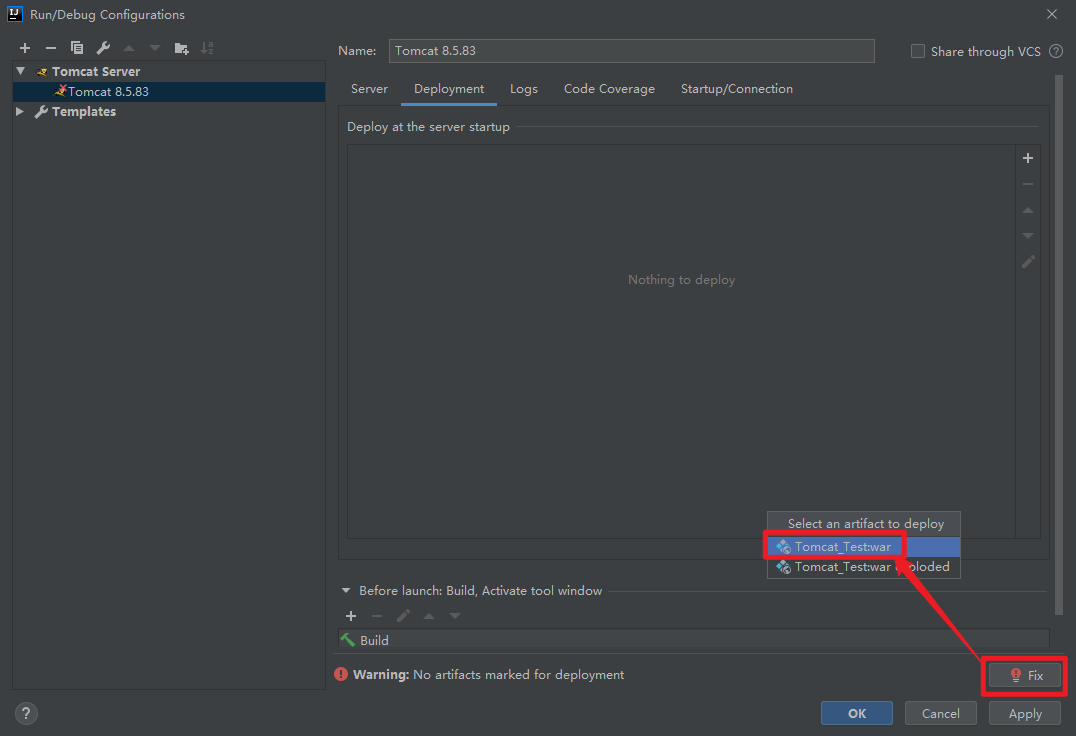 Run/Debug Configurations
Name: Tomcat 8.5.83 Share through VCS
Tomcat Server
Tomcat 8.5.83
Templates
Server Deployment Logs Code Coverage Startup/Connection
Deploy at the server startup
Nothing to deploy
Select an artifact to deploy
Tomcat_Test:war
Tomcat_Test:war
Before launch: Build, Activate tool window
Build
Warning: No artifacts marked for deployment
Fix
OK Cancel Apply